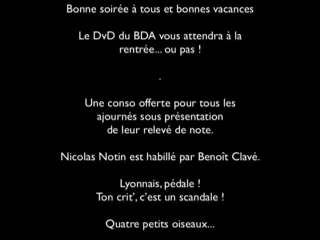 Bonne soirée à tous et bonnes vacances
Le DvD du BDA vous attendra à la
rentrée... ou pas !
.
Une conso offerte pour tous les
ajournés sous présentation
de leur relevé de note.
Nicolas Notin est habillé par Benoît Clavé.
Lyonnais, pédale !
Ton crit', c'est un scandale !
Quatre petits oiseaux...